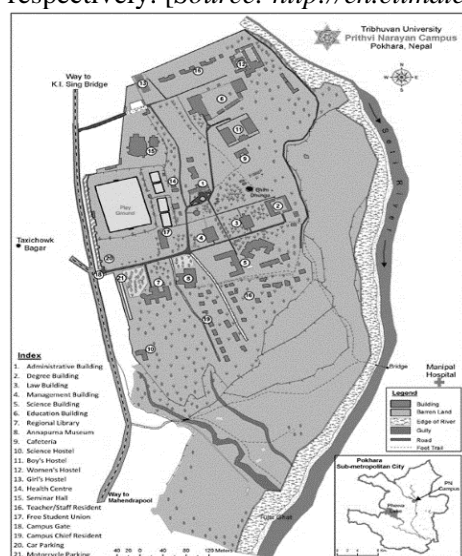 respectively. [Source: http://en.climate
Tribhuvan University
Prithvi Narayan Campus
Pokhara, Nepal
Way to
K.I. Sing Bridge
Seti River
Play
Ground
Taxichowk
Bagar
Bridge
Manipal
Hospital
Index
1. Administrative Building
2. Degree Building
3. Law Building
4. Management Building
5. Science Building
6. Education Building
7. Regional Library
8. Annapurna Museum
9. Cafeteria
10. Science Hostel
11. Boy's Hostel
12. Women's Hostel
13. Girl's Hostel
14. Health Centre
15. Seminar Hall
16. Teacher/Staff Resident
17. Free Student Union
18. Campus Gate
19. Campus Chief Resident
20. Car Parking
21. Motorcycle Parking
Way to
Mahendrapool
Legend
Building
Barren Land
Edge of River
Gully
Road
Foot Trail
Pokhara
Sub-metropolitan City
PN
Campus
Phewa